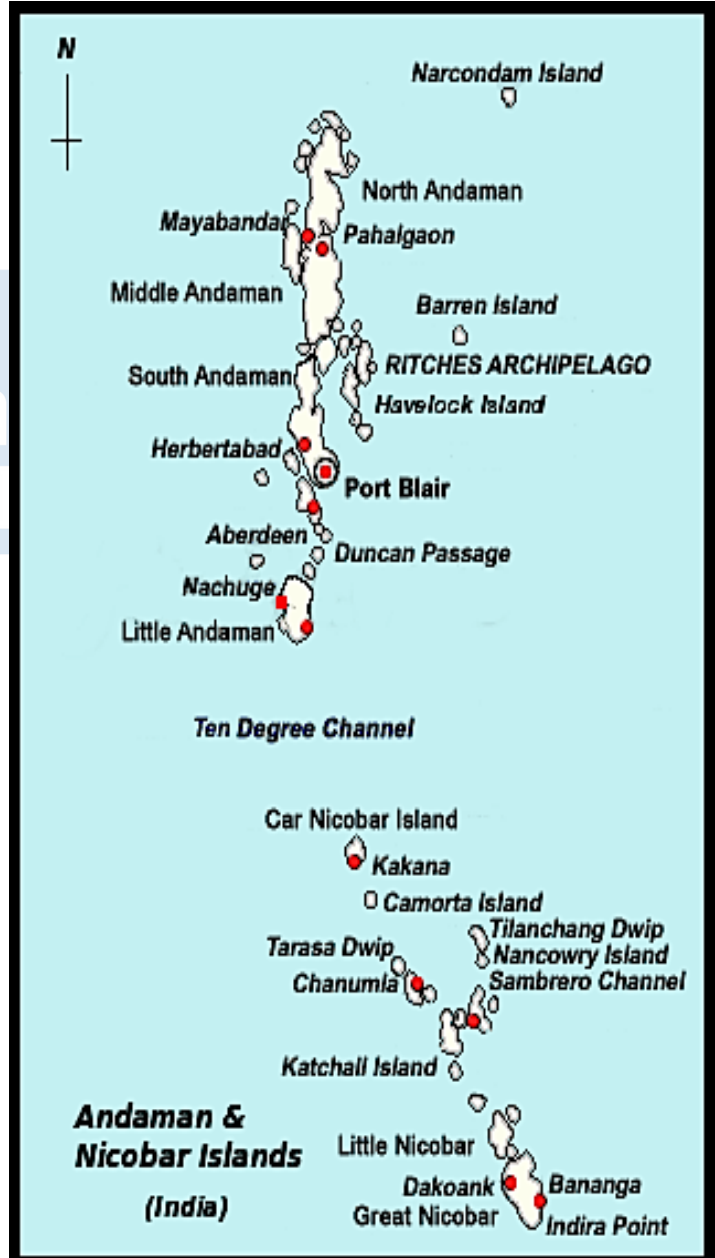 N
Narcondam Island
North Andaman
Mayabandar
Pahalgaon
Middle Andaman
Barren Island
RITCHES ARCHIPELAGO
South Andaman
Havelock Island
Herbertabad
Port Blair
Aberdeen
Duncan Passage
Nachuge
Little Andaman
Ten Degree Channel
Car Nicobar Island
Kakana
Camorta Island
Tilanchang Dwip
Tarasa Dwip
Nancowry Island
Chanumla
Sambrero Channel
Katchall Island
Andaman &
Nicobar Islands
(India)
Little Nicobar
Dakoank
Bananga
Great Nicobar
Indira Point